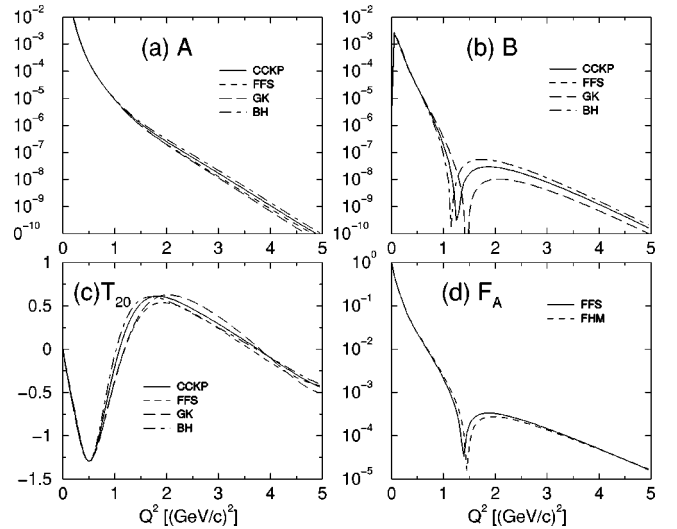 (a) A
10^-2
10^-3
10^-4
10^-5
10^-6
10^-7
10^-8
10^-9
0^-10
CCKP
FFS
GK
BH
0 1 2 3 4 5
(b) B
10^-2
10^-3
10^-4
10^-5
10^-6
10^-7
10^-8
10^-9
10^-10
CCKP
FFS
GK
BH
0 1 2 3 4 5
(c) T_20
1.0
0.5
0
−0.5
−1
−1.5
CCKP
FFS
GK
BH
0 1 2 3 4 5
Q^2 [(GeV/c)^2]
(d) F_A
10^0
10^-1
10^-2
10^-3
10^-4
10^-5
FFS
FHM
0 1 2 3 4 5
Q^2 [(GeV/c)^2]